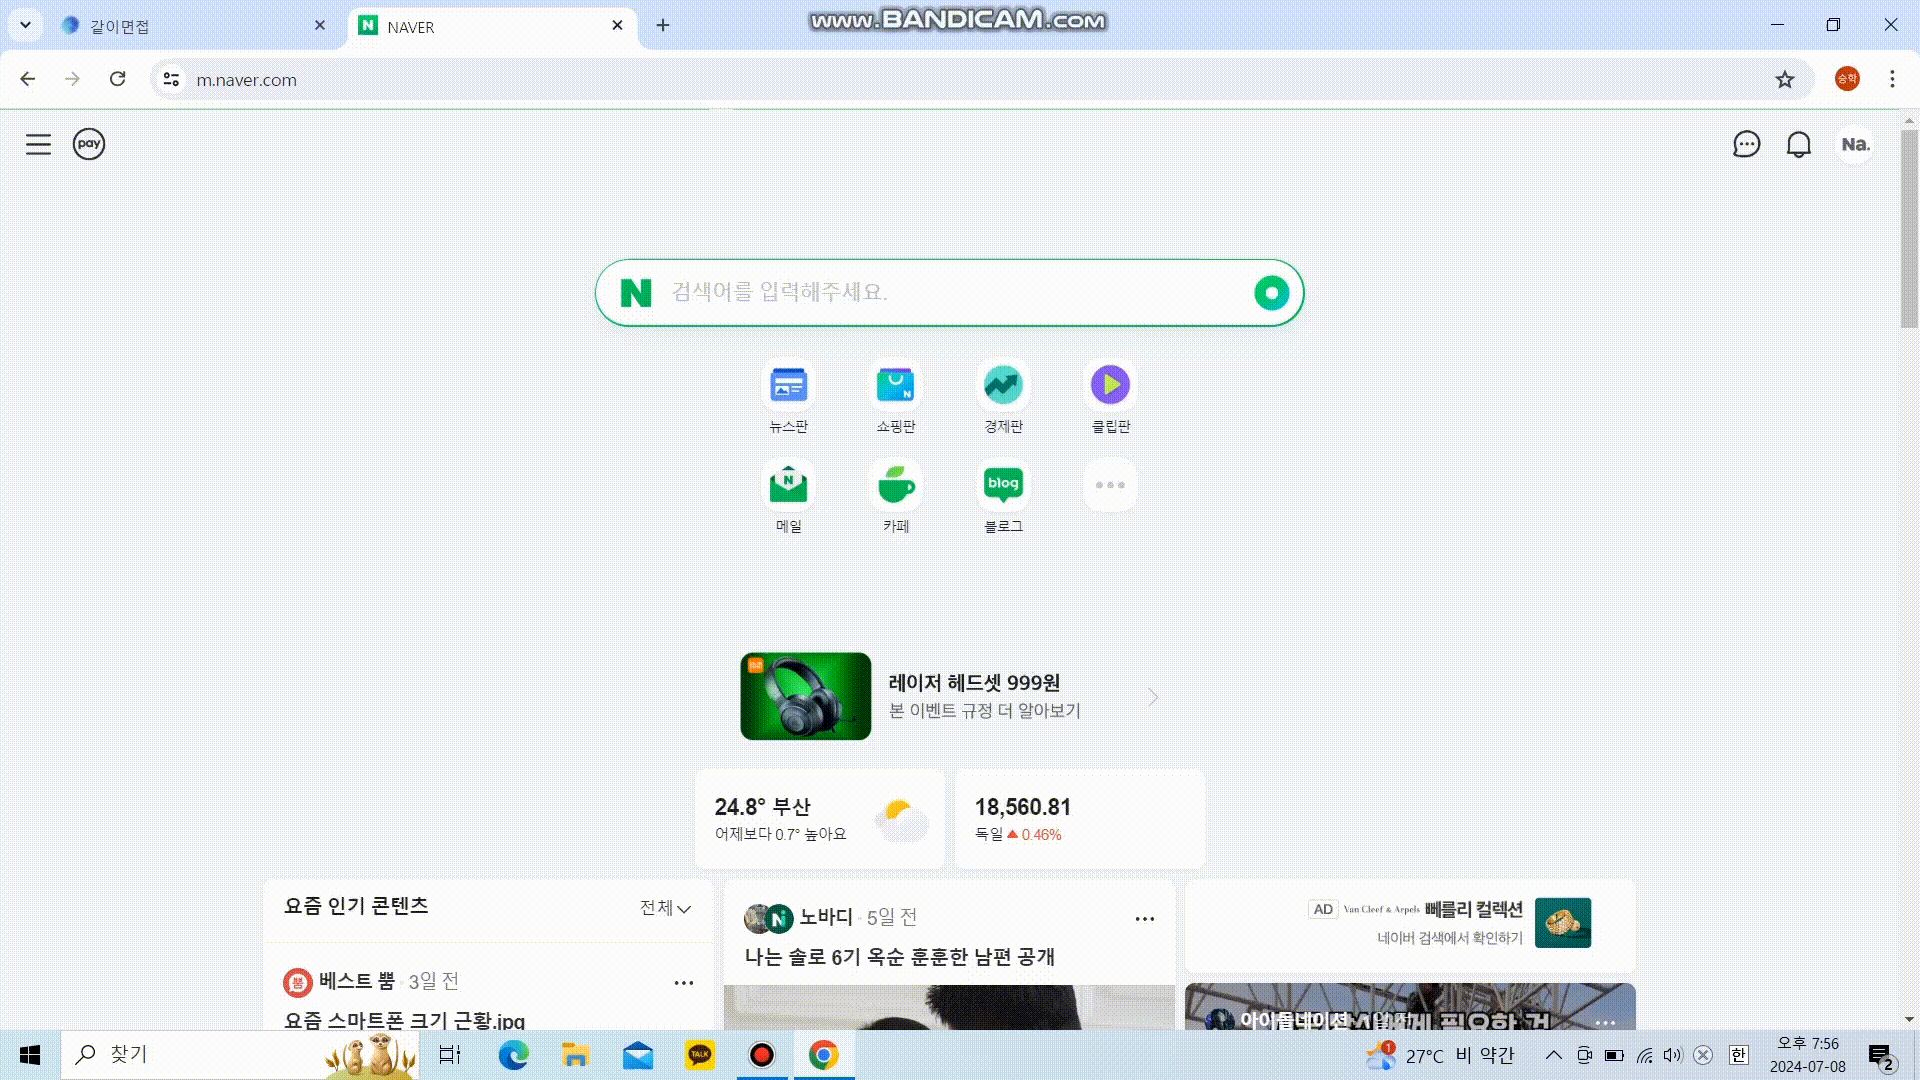 같이면접
NAVER
www.BANDICAM.com
m.naver.com
승학
pay
Na.
N 검색어를 입력해주세요.
뉴스판 쇼핑판 경제판 클립판
메일 카페 블로그
blog
레이저 헤드셋 999원
본 이벤트 규정 더 알아보기
24.8° 부산
어제보다 0.7° 높아요
18,560.81
독일 ▲ 0.46%
요즘 인기 콘텐츠
전체
베스트 뿜 · 3일 전
요즘 스마트폰 크기 근황.jpg
노바디 · 5일 전
나는 솔로 6기 옥순 훈훈한 남편 공개
AD Van Cleef & Arpels 뻬를리 컬렉션
네이버 검색에서 확인하기
아이돌네이션
필요한 것
찾기
TALK
1
27°C 비 약간
한
오후 7:56
2024-07-08
2